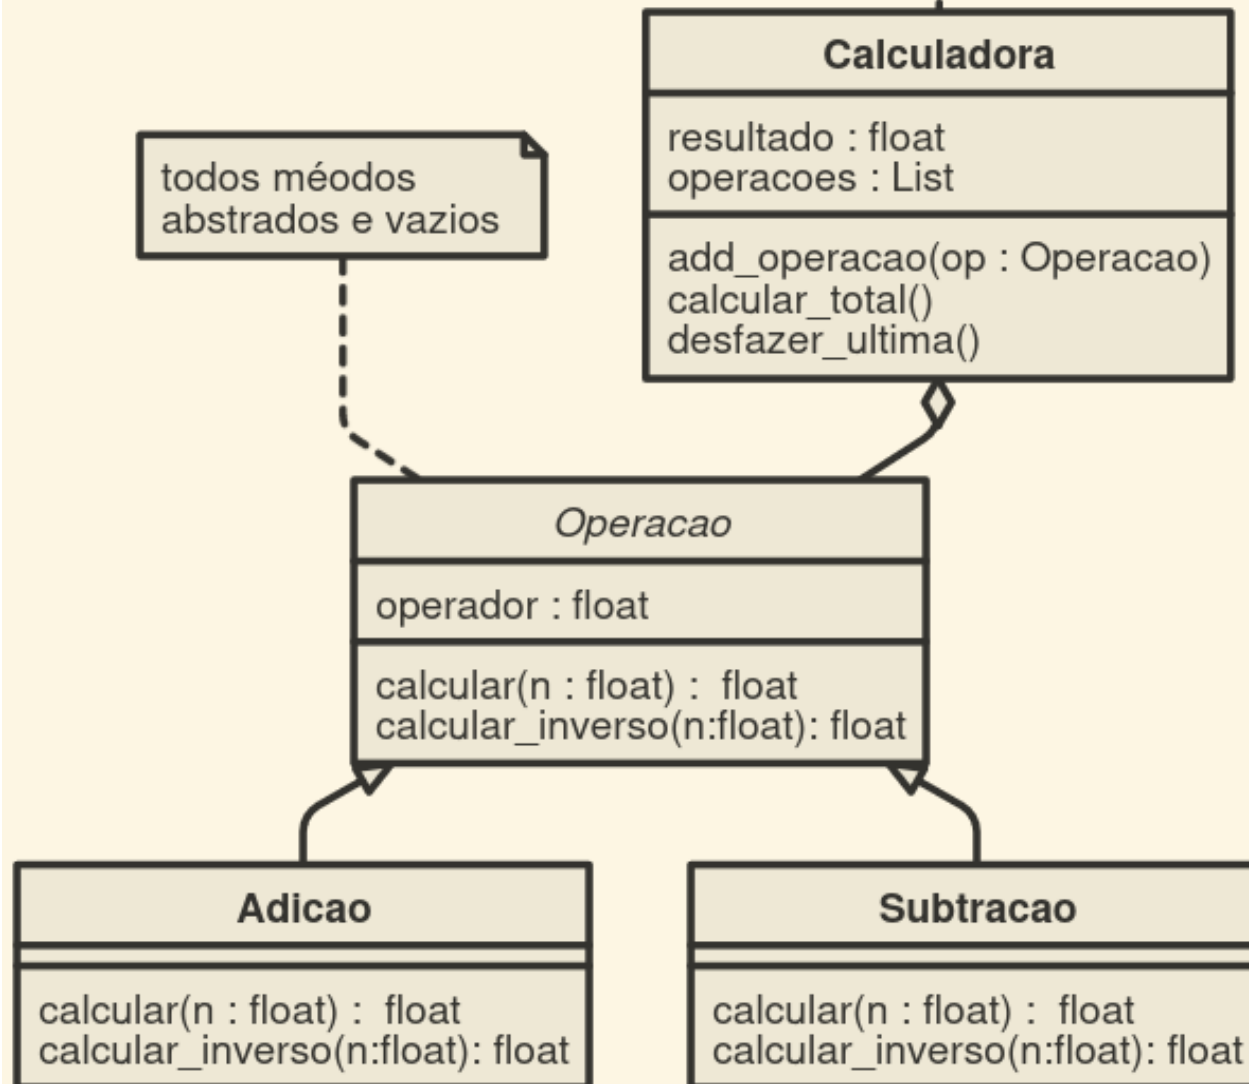 Calculadora
resultado : float
operacoes : List
add_operacao(op : Operacao)
calcular_total()
desfazer_ultima()
todos méodos
abstrados e vazios
Operacao
operador : float
calcular(n : float) :  float
calcular_inverso(n:float): float
Adicao
calcular(n : float) :  float
calcular_inverso(n:float): float
Subtracao
calcular(n : float) :  float
calcular_inverso(n:float): float